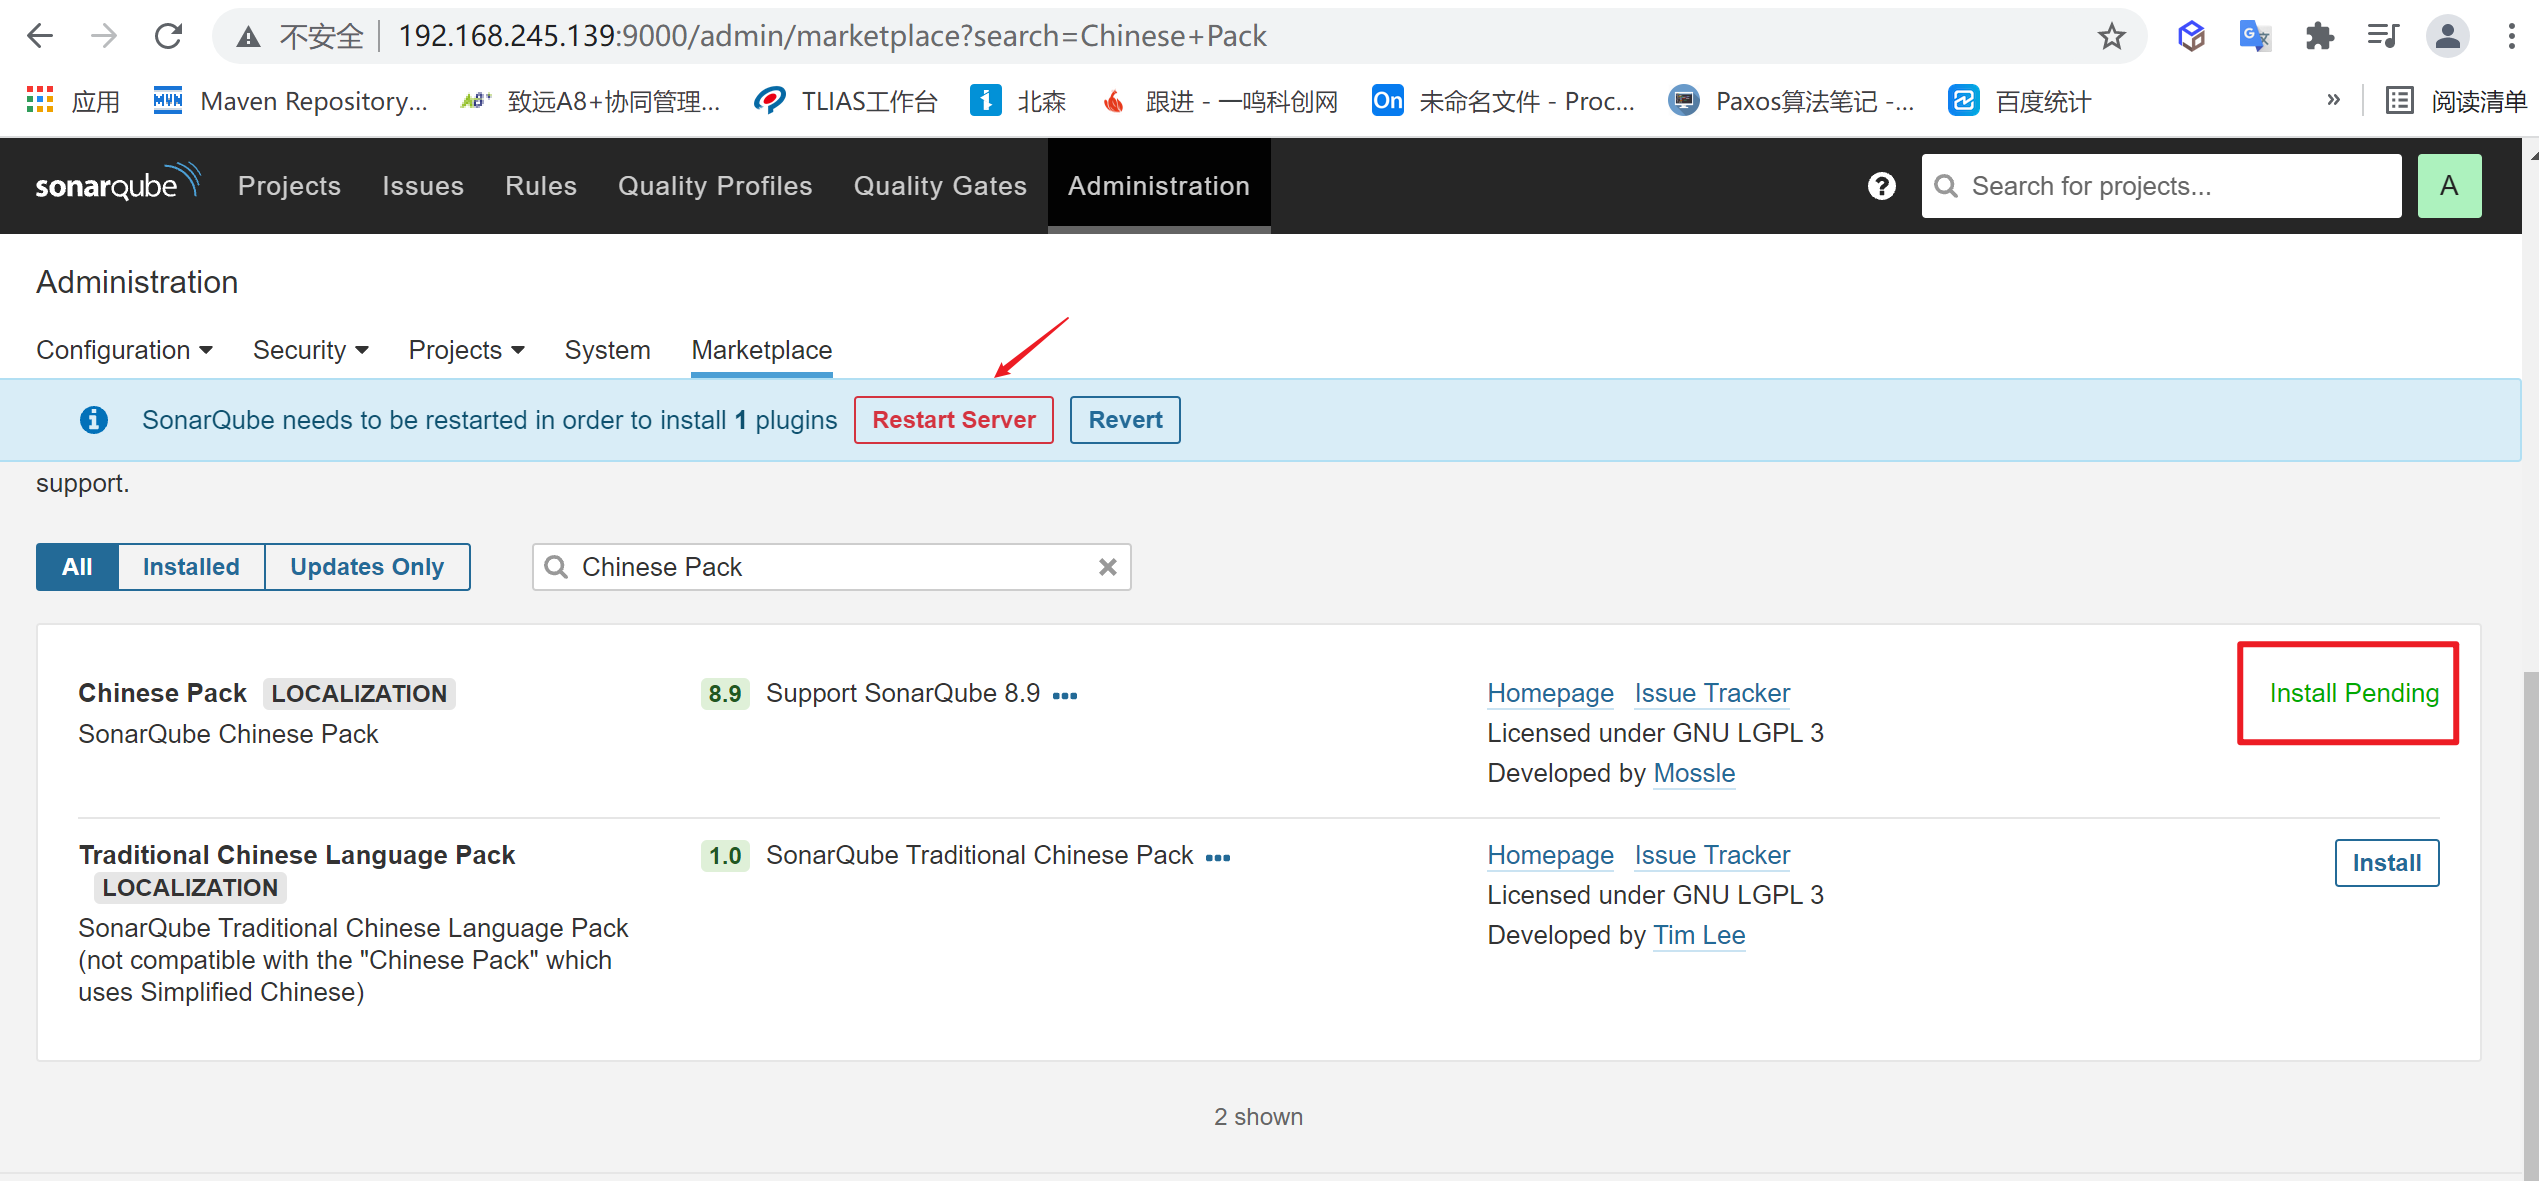 不安全 192.168.245.139:9000/admin/marketplace?search=Chinese+Pack
应用 Maven Repository... 致远A8+协同管理... TLIAS工作台 北森 跟进 - 一鸣科创网 On 未命名文件 - Proc... Paxos算法笔记 -... 百度统计 » 阅读清单
sonarqube Projects Issues Rules Quality Profiles Quality Gates Administration Search for projects... A
Administration
Configuration Security Projects System Marketplace
SonarQube needs to be restarted in order to install 1 plugins Restart Server Revert
support.
All Installed Updates Only Chinese Pack
Chinese Pack LOCALIZATION 8.9 Support SonarQube 8.9 Homepage Issue Tracker Install Pending
SonarQube Chinese Pack Licensed under GNU LGPL 3
Developed by Mossle
Traditional Chinese Language Pack 1.0 SonarQube Traditional Chinese Pack Homepage Issue Tracker Install
LOCALIZATION Licensed under GNU LGPL 3
SonarQube Traditional Chinese Language Pack Developed by Tim Lee
(not compatible with the "Chinese Pack" which
uses Simplified Chinese)
2 shown